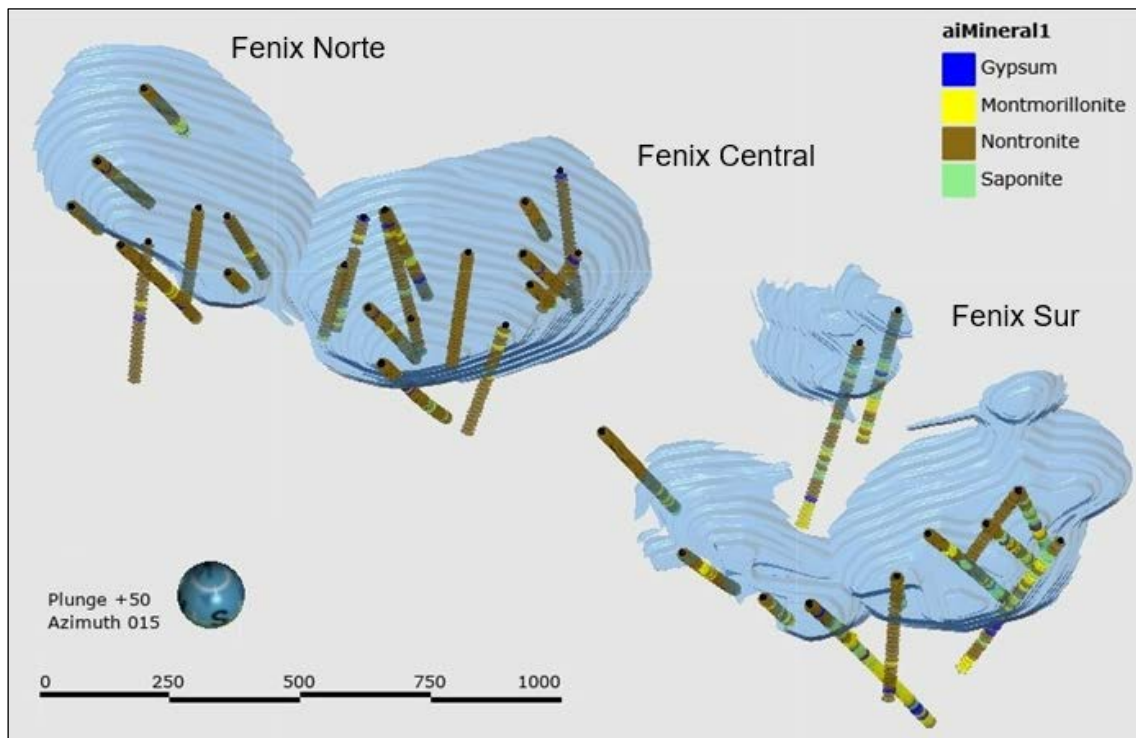 Fenix Norte
aiMineral1
Gypsum
Montmorillonite
Nontronite
Saponite
Fenix Central
Fenix Sur
Plunge +50
Azimuth 015
S
0 250 500 750 1000